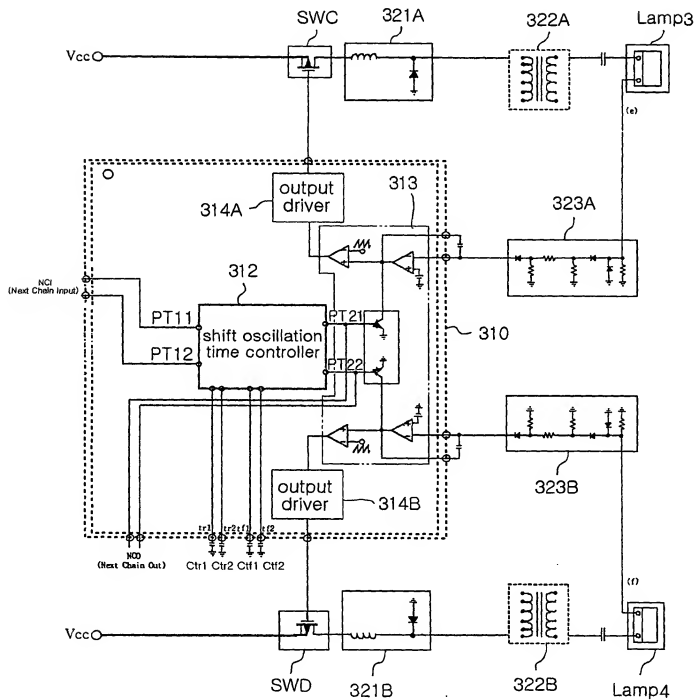 SWC
321A
322A
Lamp3
Vcc
(e)
output
driver
314A
313
323A
NCI
(Next Chain Input)
312
PT11
PT12
shift oscillation
time controller
PT21
PT22
310
323B
output
driver
314B
tr1
tr2
tf1
tf2
NCO
(Next Chain Out)
Ctr1
Ctr2
Ctf1
Ctf2
(f)
Vcc
SWD
321B
322B
Lamp4